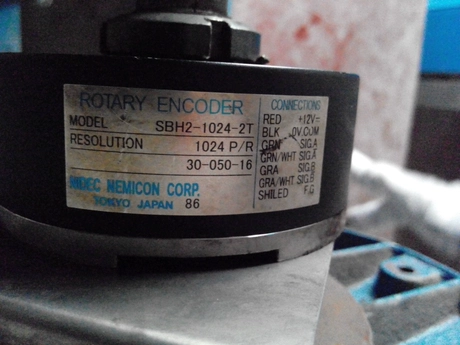 ROTARY ENCODER
MODEL SBH2-1024-2T
RESOLUTION 1024 P/R
30-050-16
NIDEC NEMICON CORP.
TOKYO JAPAN 86
CONNECTIONS
RED +12V=
BLK 0V.COM
GRN SIG.A
GRN/WHT SIG.A
GRA SIG.B
GRA/WHT SIG.B
SHILED F.G